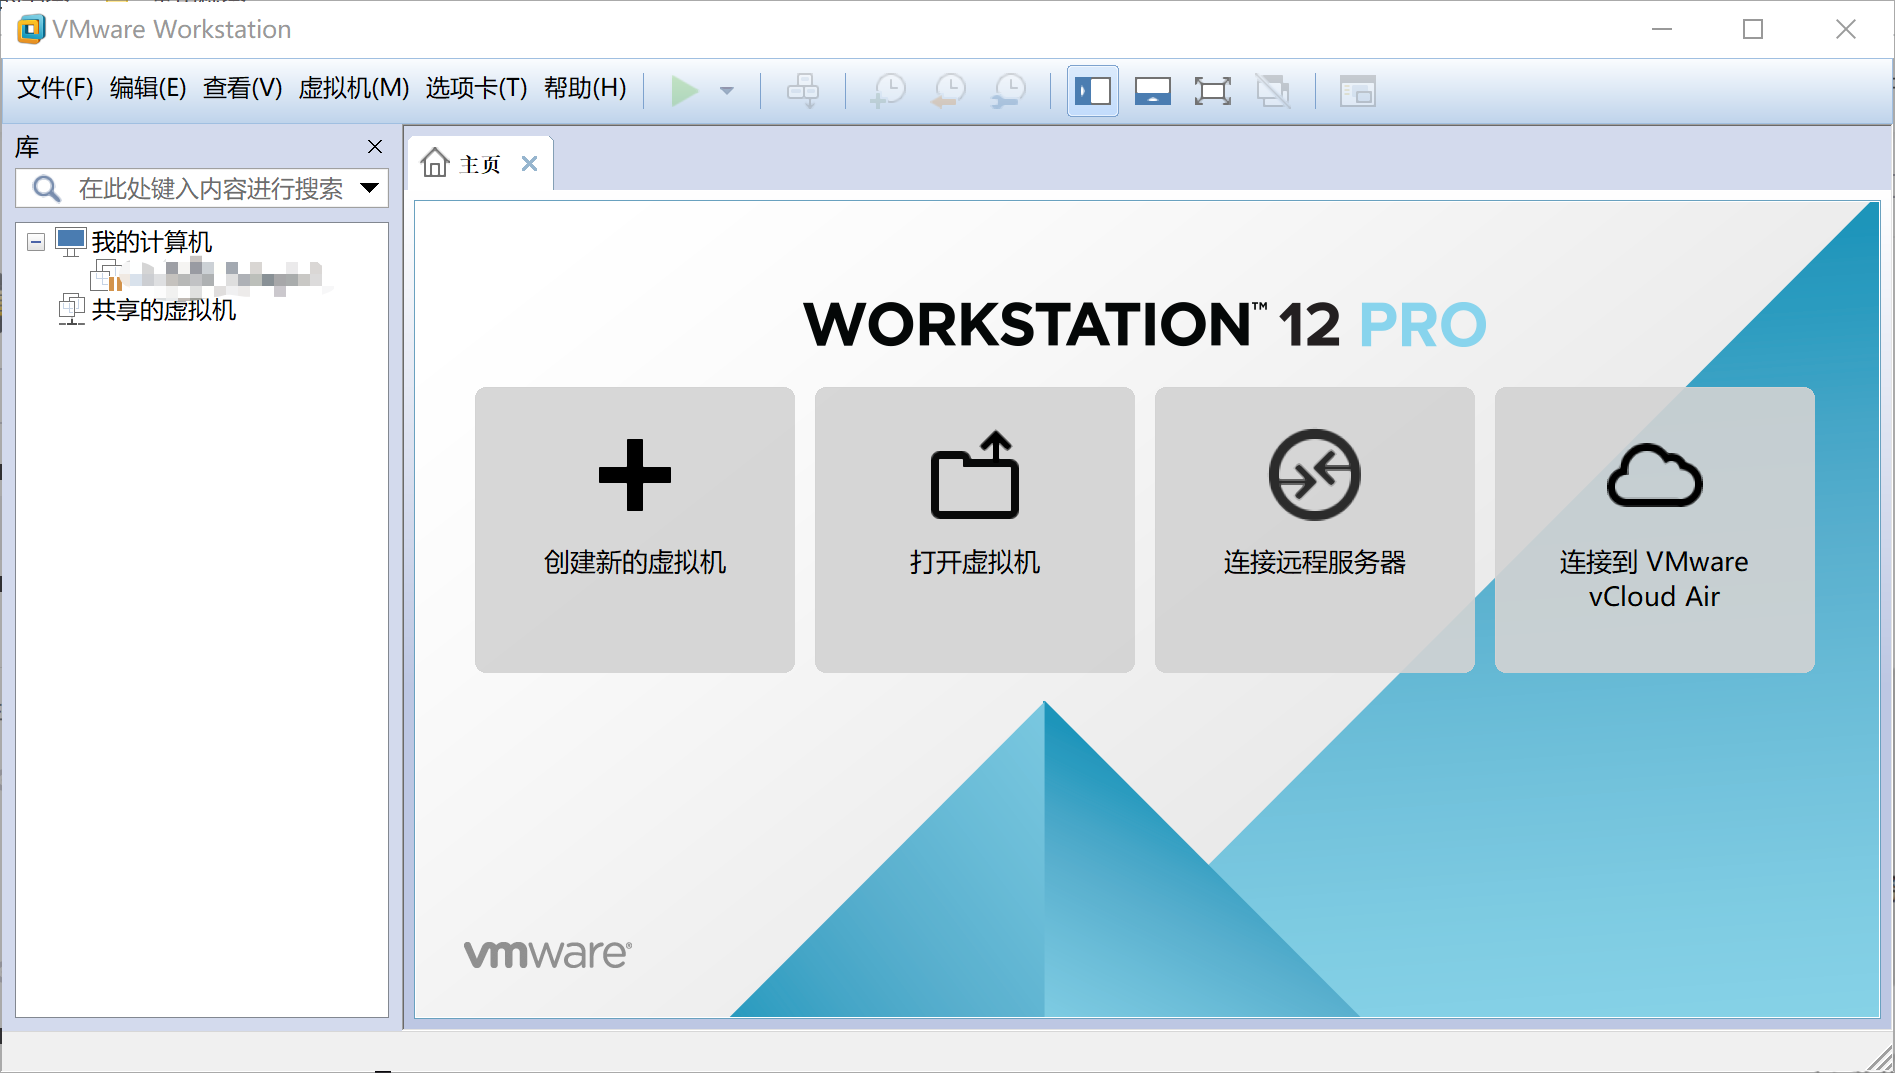 VMware Workstation
文件(F) 编辑(E) 查看(V) 虚拟机(M) 选项卡(T) 帮助(H)
库
主页
在此处键入内容进行搜索
我的计算机
共享的虚拟机
WORKSTATION™ 12 PRO
创建新的虚拟机
打开虚拟机
连接远程服务器
连接到 VMware
vCloud Air
vmware®